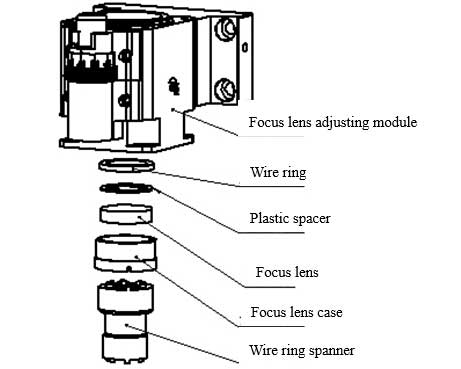 Focus lens adjusting module
Wire ring
Plastic spacer
Focus lens
Focus lens case
Wire ring spanner